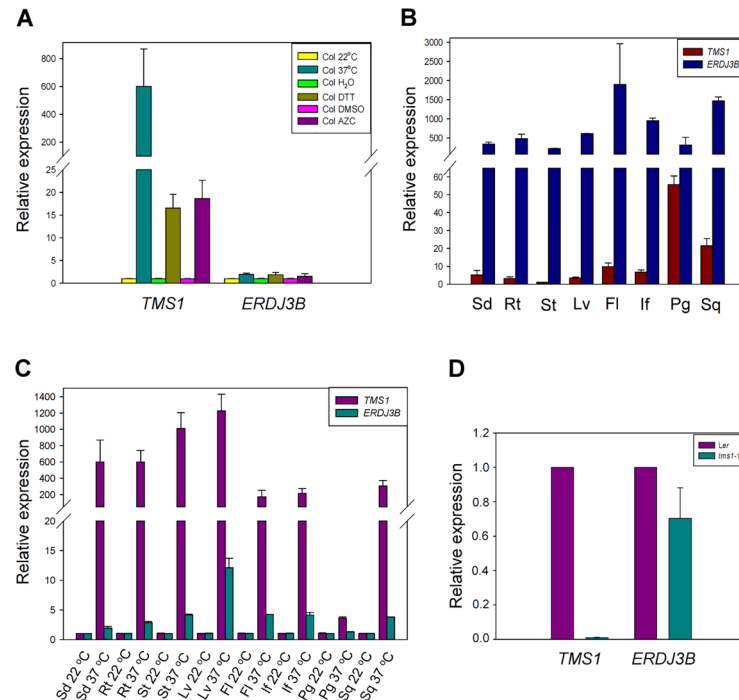 A
Relative expression
800
600
400
200
25
20
15
10
5
0
Col 22°C
Col 37°C
Col H₂O
Col DTT
Col DMSO
Col AZC
TMS1 ERDJ3B
B
Relative expression
3000
2500
2000
1500
1000
500
60
50
40
30
20
10
0
TMS1
ERDJ3B
Sd Rt St Lv Fl If Pg Sq
C
Relative expression
1400
1200
1000
800
600
400
200
20
15
10
5
0
TMS1
ERDJ3B
Sd 22 °C
Sd 37 °C
Rt 22 °C
Rt 37 °C
St 22 °C
St 37 °C
Lv 22 °C
Lv 37 °C
Fl 22 °C
Fl 37 °C
If 22 °C
If 37 °C
Pg 22 °C
Pg 37 °C
Sq 22 °C
Sq 37 °C
D
Relative expression
1.2
1.0
0.8
0.6
0.4
0.2
0.0
Ler
tms1-1
TMS1 ERDJ3B